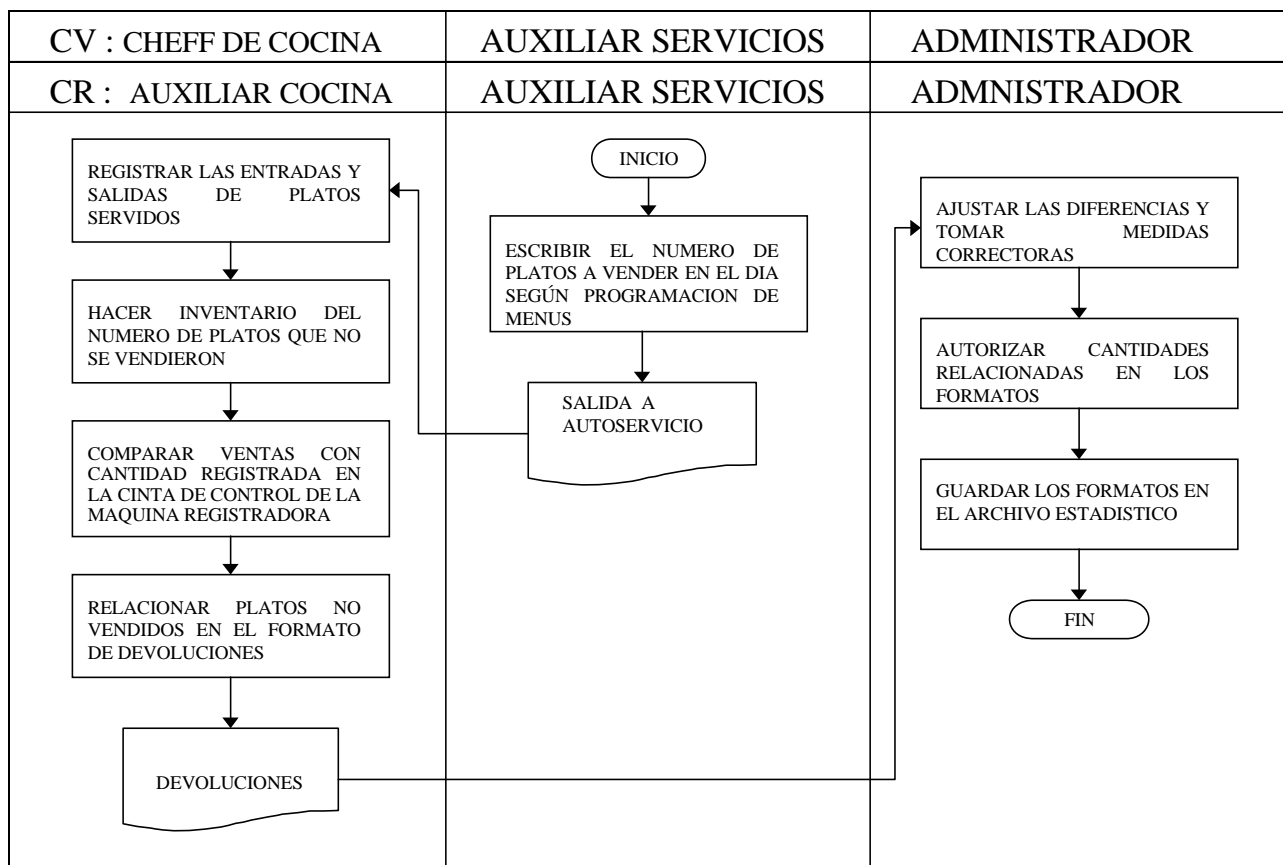 CV : CHEFF DE COCINA
AUXILIAR SERVICIOS
ADMINISTRADOR
CR : AUXILIAR COCINA
AUXILIAR SERVICIOS
ADMNISTRADOR
REGISTRAR LAS ENTRADAS Y
SALIDAS DE PLATOS
SERVIDOS
HACER INVENTARIO DEL
NUMERO DE PLATOS QUE NO
SE VENDIERON
COMPARAR VENTAS CON
CANTIDAD REGISTRADA EN
LA CINTA DE CONTROL DE LA
MAQUINA REGISTRADORA
RELACIONAR PLATOS NO
VENDIDOS EN EL FORMATO
DE DEVOLUCIONES
DEVOLUCIONES
INICIO
ESCRIBIR EL NUMERO DE
PLATOS A VENDER EN EL DIA
SEGÚN PROGRAMACION DE
MENUS
SALIDA A
AUTOSERVICIO
AJUSTAR LAS DIFERENCIAS Y
TOMAR MEDIDAS
CORRECTORAS
AUTORIZAR CANTIDADES
RELACIONADAS EN LOS
FORMATOS
GUARDAR LOS FORMATOS EN
EL ARCHIVO ESTADISTICO
FIN